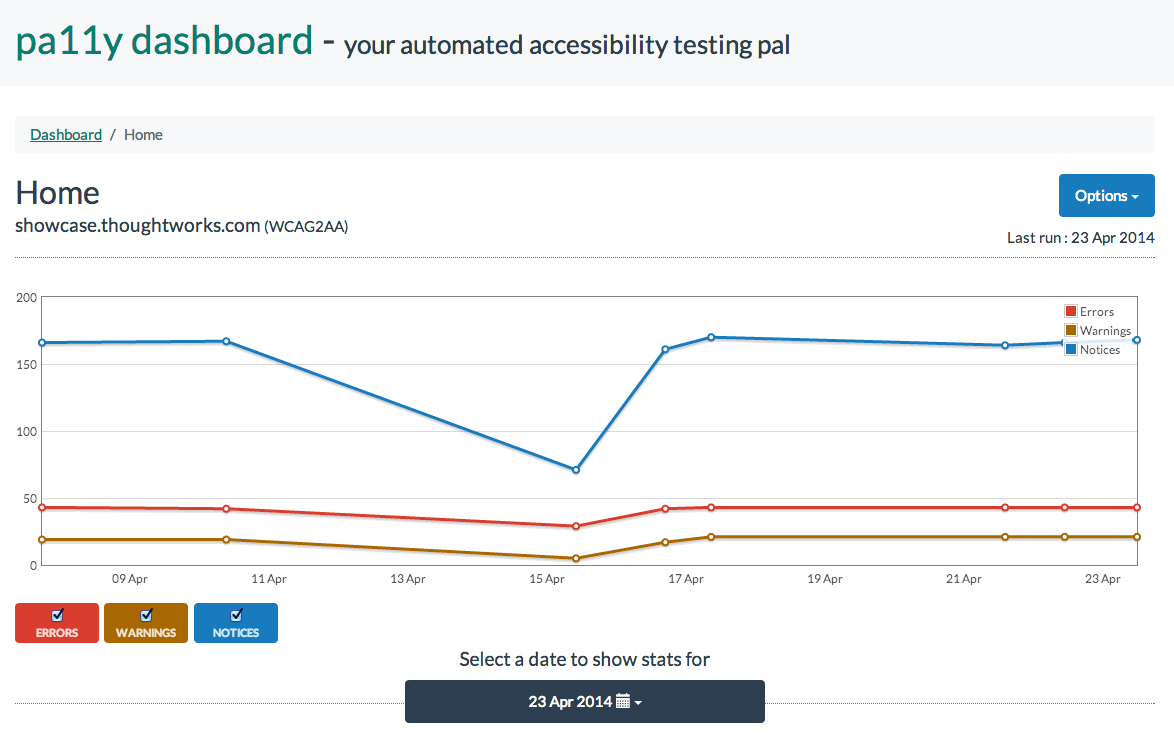 pa11y dashboard - your automated accessibility testing pal
Dashboard / Home
Home
Options
showcase.thoughtworks.com (WCAG2AA)
Last run : 23 Apr 2014
200
150
100
50
0
Errors
Warnings
Notices
09 Apr 11 Apr 13 Apr 15 Apr 17 Apr 19 Apr 21 Apr 23 Apr
ERRORS WARNINGS NOTICES
Select a date to show stats for
23 Apr 2014